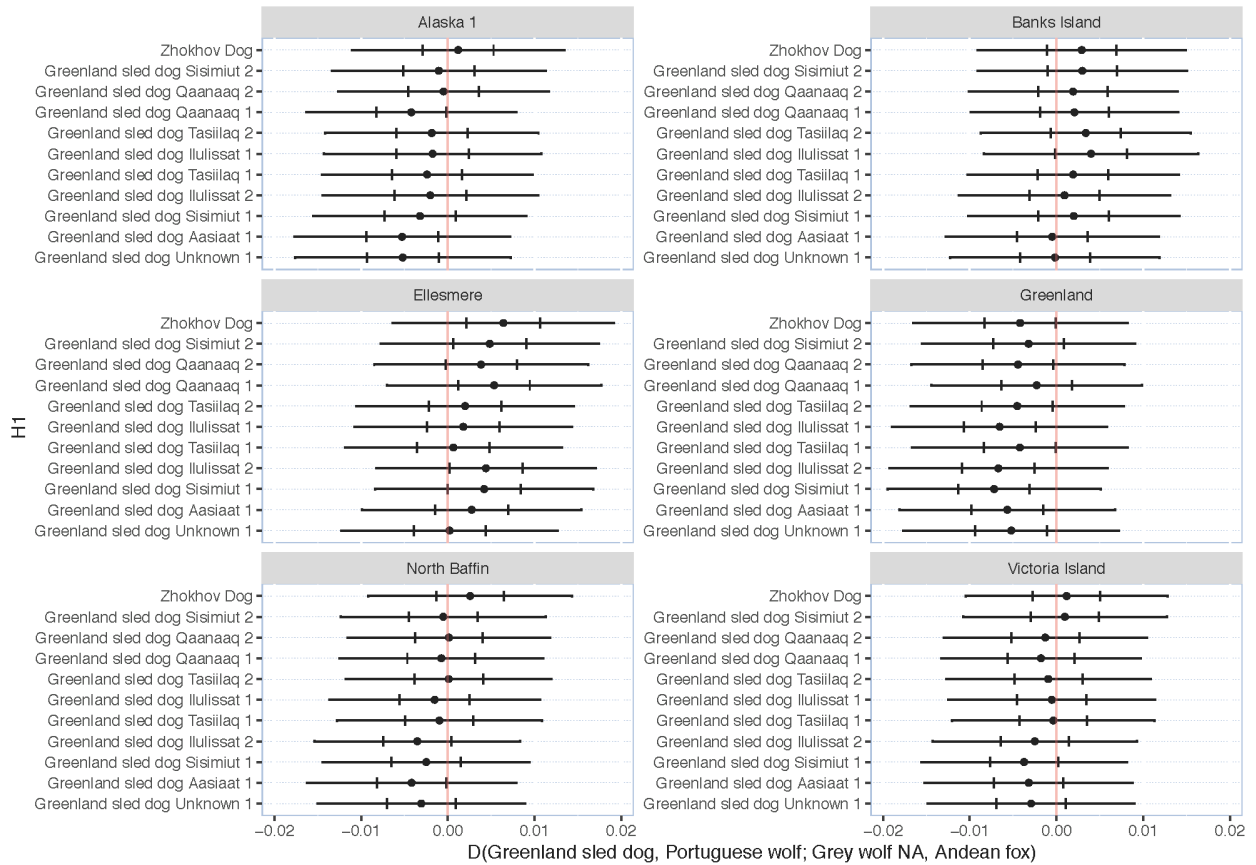 Alaska 1
Zhokhov Dog
Greenland sled dog Sisimiut 2
Greenland sled dog Qaanaaq 2
Greenland sled dog Qaanaaq 1
Greenland sled dog Tasiilaq 2
Greenland sled dog Ilulissat 1
Greenland sled dog Tasiilaq 1
Greenland sled dog Ilulissat 2
Greenland sled dog Sisimiut 1
Greenland sled dog Aasiaat 1
Greenland sled dog Unknown 1
Banks Island
Zhokhov Dog
Greenland sled dog Sisimiut 2
Greenland sled dog Qaanaaq 2
Greenland sled dog Qaanaaq 1
Greenland sled dog Tasiilaq 2
Greenland sled dog Ilulissat 1
Greenland sled dog Tasiilaq 1
Greenland sled dog Ilulissat 2
Greenland sled dog Sisimiut 1
Greenland sled dog Aasiaat 1
Greenland sled dog Unknown 1
H1
Ellesmere
Zhokhov Dog
Greenland sled dog Sisimiut 2
Greenland sled dog Qaanaaq 2
Greenland sled dog Qaanaaq 1
Greenland sled dog Tasiilaq 2
Greenland sled dog Ilulissat 1
Greenland sled dog Tasiilaq 1
Greenland sled dog Ilulissat 2
Greenland sled dog Sisimiut 1
Greenland sled dog Aasiaat 1
Greenland sled dog Unknown 1
Greenland
Zhokhov Dog
Greenland sled dog Sisimiut 2
Greenland sled dog Qaanaaq 2
Greenland sled dog Qaanaaq 1
Greenland sled dog Tasiilaq 2
Greenland sled dog Ilulissat 1
Greenland sled dog Tasiilaq 1
Greenland sled dog Ilulissat 2
Greenland sled dog Sisimiut 1
Greenland sled dog Aasiaat 1
Greenland sled dog Unknown 1
North Baffin
Zhokhov Dog
Greenland sled dog Sisimiut 2
Greenland sled dog Qaanaaq 2
Greenland sled dog Qaanaaq 1
Greenland sled dog Tasiilaq 2
Greenland sled dog Ilulissat 1
Greenland sled dog Tasiilaq 1
Greenland sled dog Ilulissat 2
Greenland sled dog Sisimiut 1
Greenland sled dog Aasiaat 1
Greenland sled dog Unknown 1
−0.02 −0.01 0.00 0.01 0.02
Victoria Island
Zhokhov Dog
Greenland sled dog Sisimiut 2
Greenland sled dog Qaanaaq 2
Greenland sled dog Qaanaaq 1
Greenland sled dog Tasiilaq 2
Greenland sled dog Ilulissat 1
Greenland sled dog Tasiilaq 1
Greenland sled dog Ilulissat 2
Greenland sled dog Sisimiut 1
Greenland sled dog Aasiaat 1
Greenland sled dog Unknown 1
−0.02 −0.01 0.00 0.01 0.02
D(Greenland sled dog, Portuguese wolf; Grey wolf NA, Andean fox)